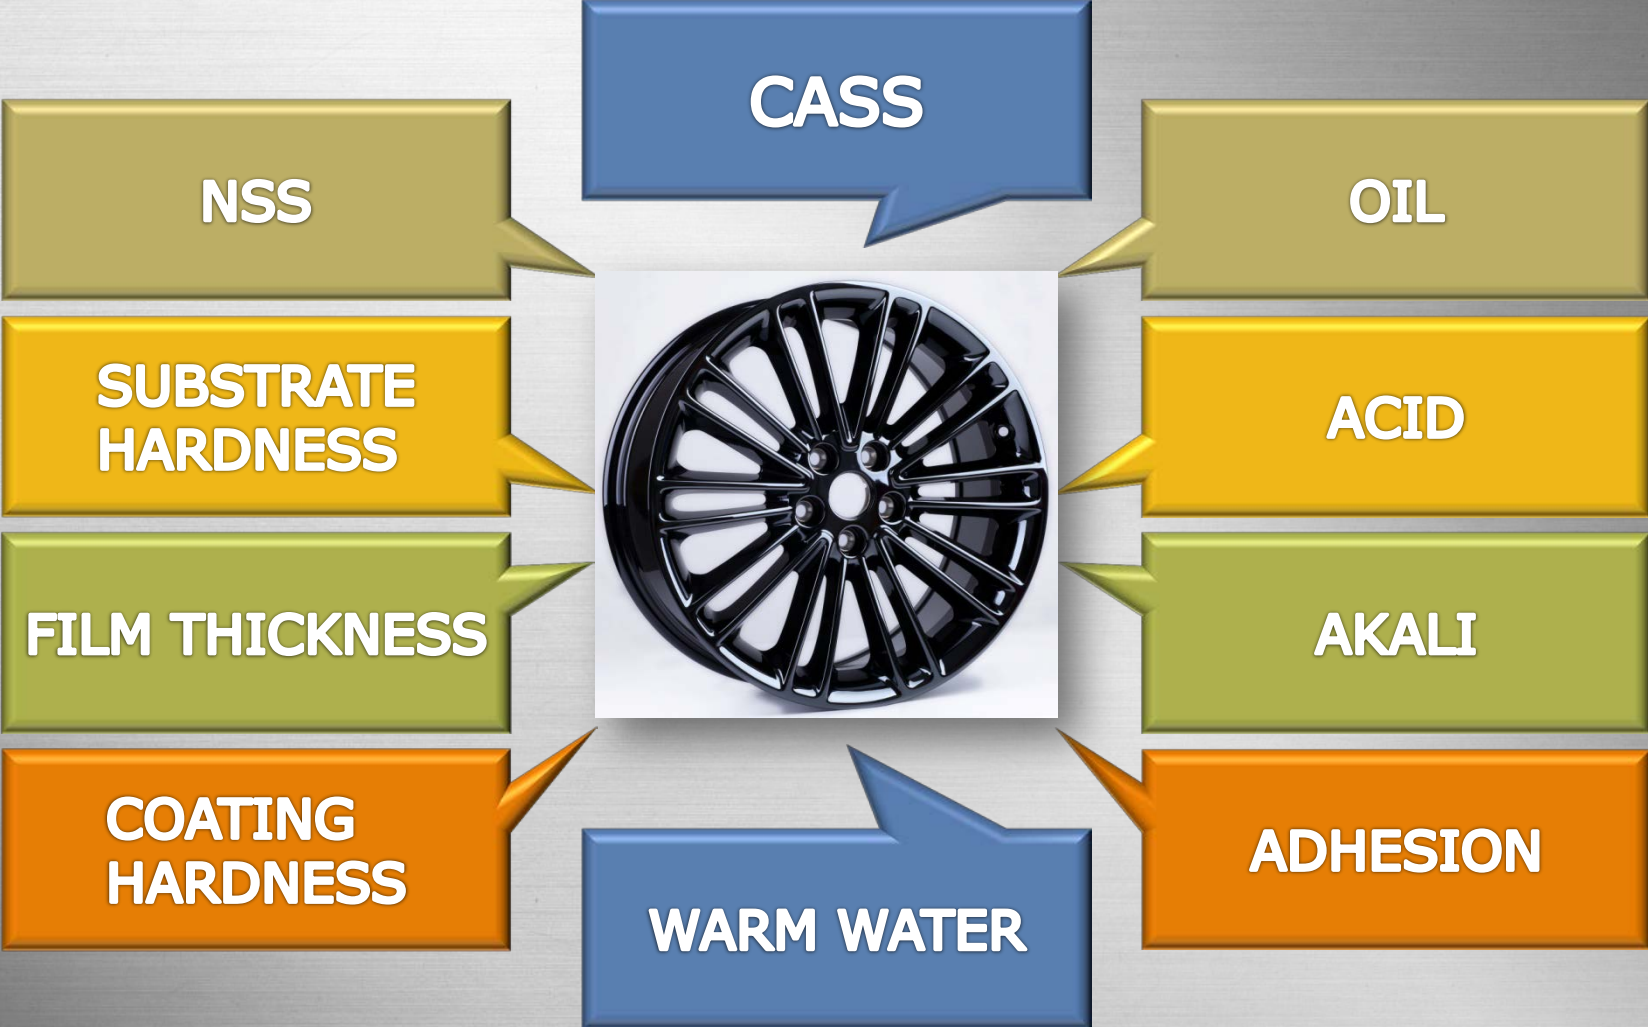 CASS
NSS
OIL
SUBSTRATE
HARDNESS
ACID
FILM THICKNESS
AKALI
COATING
HARDNESS
ADHESION
WARM WATER